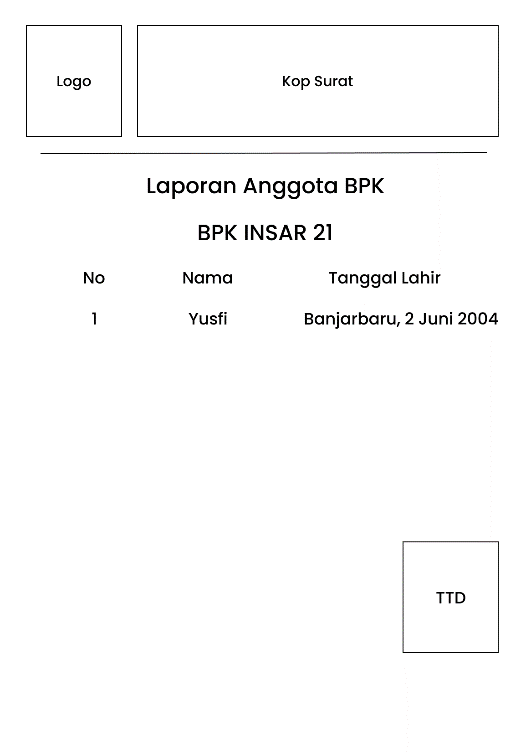 Logo
Kop Surat
Laporan Anggota BPK
BPK INSAR 21
No Nama Tanggal Lahir
1 Yusfi Banjarbaru, 2 Juni 2004
TTD